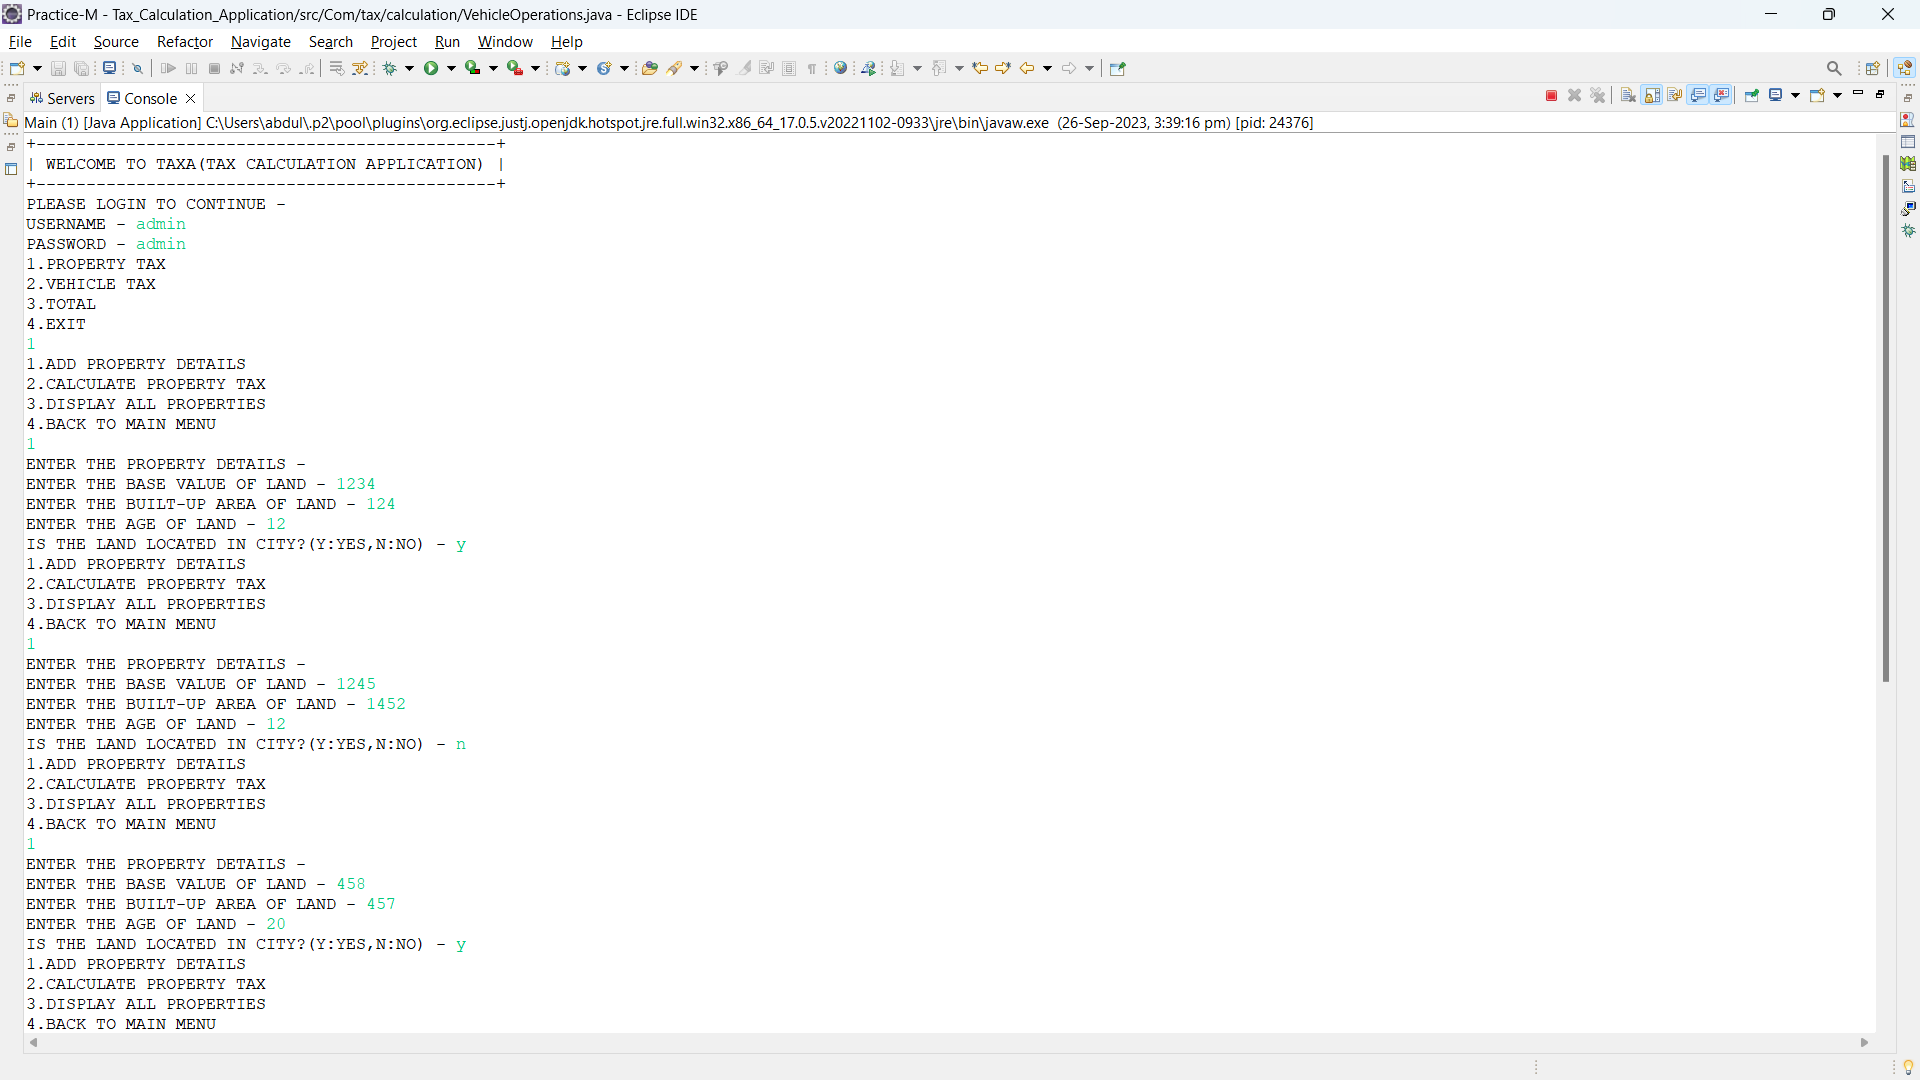 Practice-M - Tax_Calculation_Application/src/Com/tax/calculation/VehicleOperations.java - Eclipse IDE
File Edit Source Refactor Navigate Search Project Run Window Help
Servers Console
Main (1) [Java Application] C:\Users\abdul\.p2\pool\plugins\org.eclipse.justj.openjdk.hotspot.jre.full.win32.x86_64_17.0.5.v20221102-0933\jre\bin\javaw.exe (26-Sep-2023, 3:39:16 pm) [pid: 24376]
+----------------------------------------------+
| WELCOME TO TAXA(TAX CALCULATION APPLICATION) |
+----------------------------------------------+
PLEASE LOGIN TO CONTINUE -
USERNAME - admin
PASSWORD - admin
1.PROPERTY TAX
2.VEHICLE TAX
3.TOTAL
4.EXIT
1
1.ADD PROPERTY DETAILS
2.CALCULATE PROPERTY TAX
3.DISPLAY ALL PROPERTIES
4.BACK TO MAIN MENU
1
ENTER THE PROPERTY DETAILS -
ENTER THE BASE VALUE OF LAND - 1234
ENTER THE BUILT-UP AREA OF LAND - 124
ENTER THE AGE OF LAND - 12
IS THE LAND LOCATED IN CITY?(Y:YES,N:NO) - y
1.ADD PROPERTY DETAILS
2.CALCULATE PROPERTY TAX
3.DISPLAY ALL PROPERTIES
4.BACK TO MAIN MENU
1
ENTER THE PROPERTY DETAILS -
ENTER THE BASE VALUE OF LAND - 1245
ENTER THE BUILT-UP AREA OF LAND - 1452
ENTER THE AGE OF LAND - 12
IS THE LAND LOCATED IN CITY?(Y:YES,N:NO) - n
1.ADD PROPERTY DETAILS
2.CALCULATE PROPERTY TAX
3.DISPLAY ALL PROPERTIES
4.BACK TO MAIN MENU
1
ENTER THE PROPERTY DETAILS -
ENTER THE BASE VALUE OF LAND - 458
ENTER THE BUILT-UP AREA OF LAND - 457
ENTER THE AGE OF LAND - 20
IS THE LAND LOCATED IN CITY?(Y:YES,N:NO) - y
1.ADD PROPERTY DETAILS
2.CALCULATE PROPERTY TAX
3.DISPLAY ALL PROPERTIES
4.BACK TO MAIN MENU